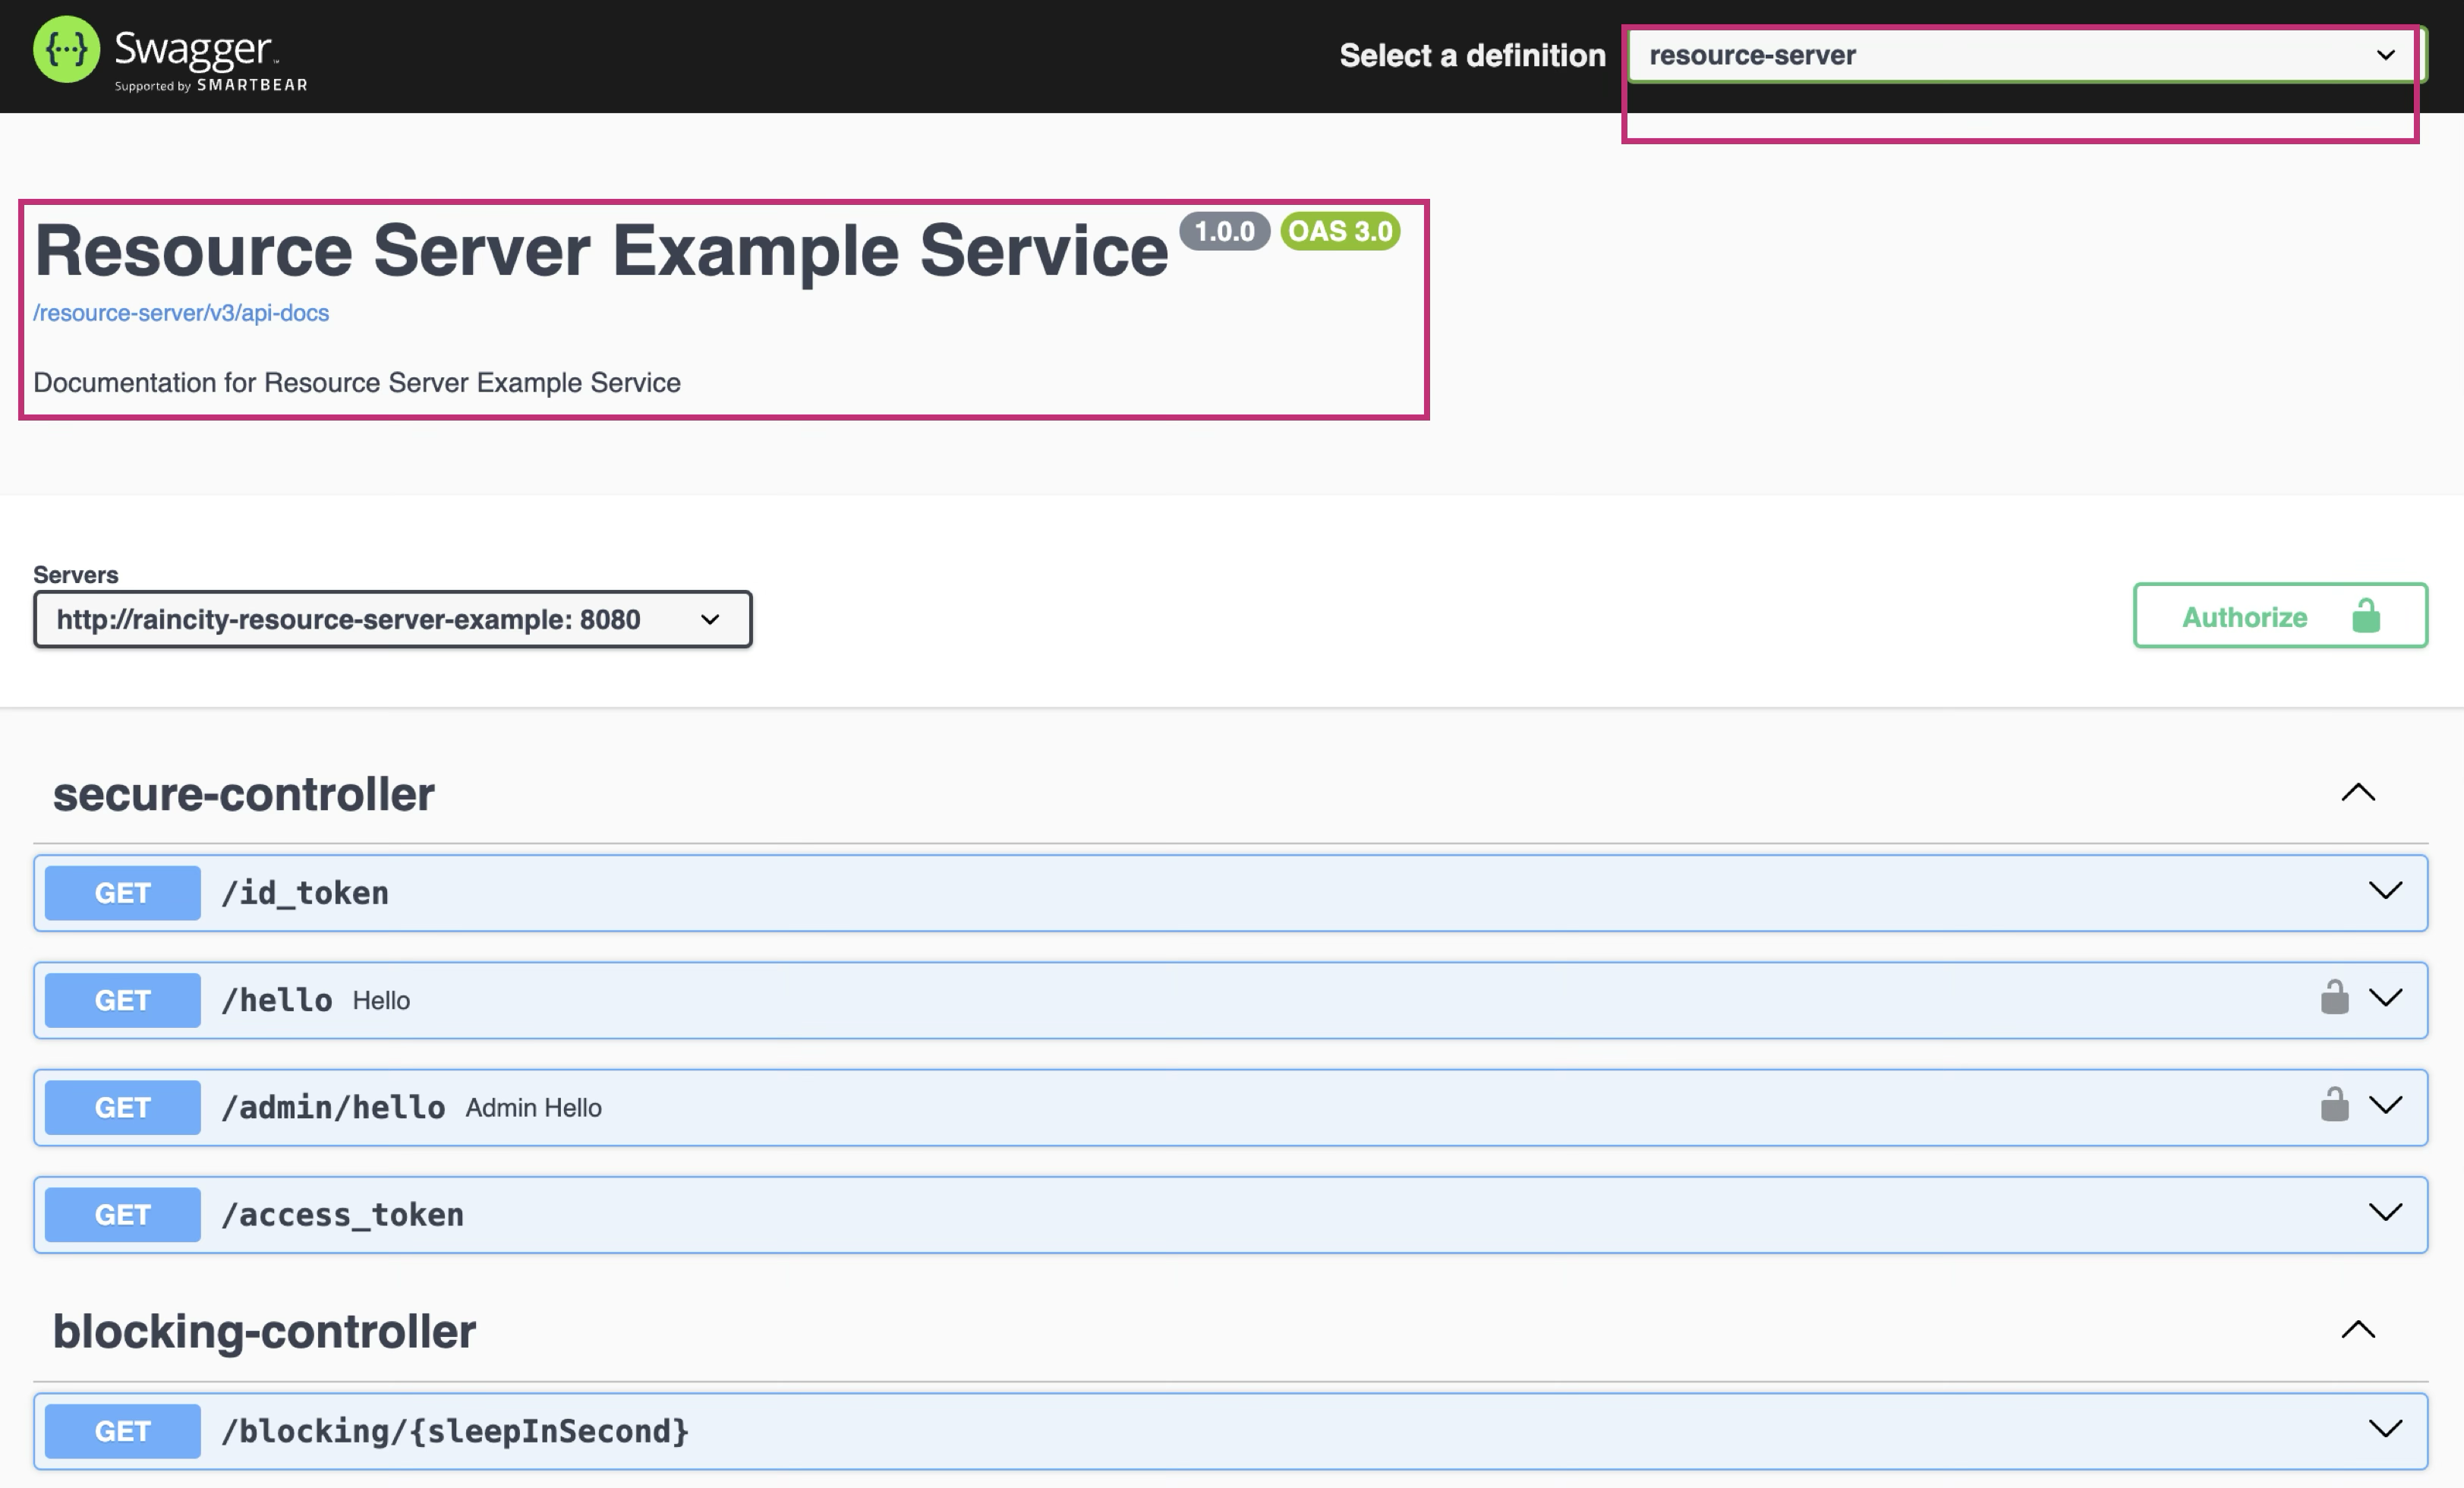 {...} Swagger
Supported by SMARTBEAR
Select a definition
resource-server
Resource Server Example Service 1.0.0 OAS 3.0
/resource-server/v3/api-docs
Documentation for Resource Server Example Service
Servers
http://raincity-resource-server-example: 8080
Authorize
secure-controller
GET /id_token
GET /hello Hello
GET /admin/hello Admin Hello
GET /access_token
blocking-controller
GET /blocking/{sleepInSecond}